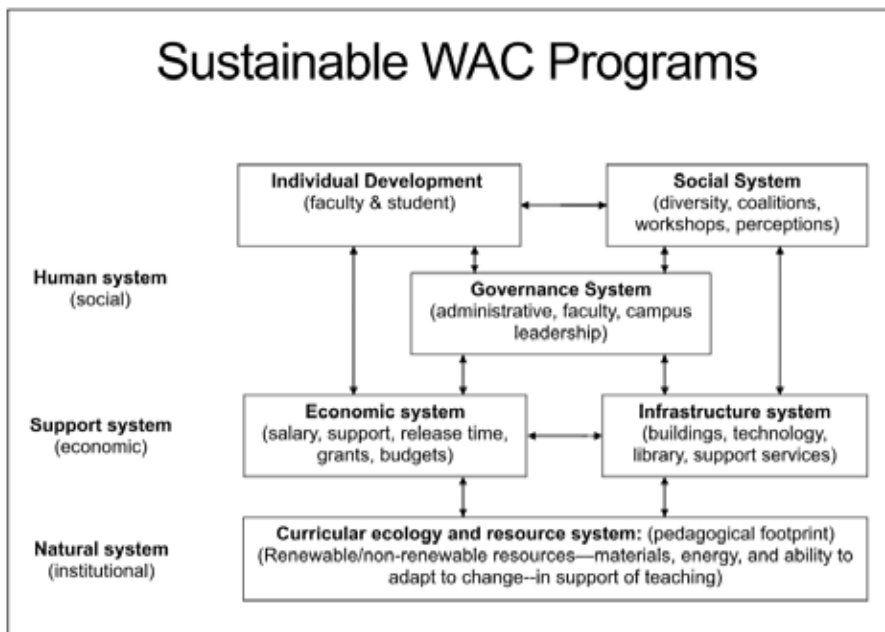 Sustainable WAC Programs
Individual Development
(faculty & student)
Social System
(diversity, coalitions,
workshops, perceptions)
Human system
(social)
Governance System
(administrative, faculty, campus
leadership)
Support system
(economic)
Economic system
(salary, support, release time,
grants, budgets)
Infrastructure system
(buildings, technology,
library, support services)
Natural system
(institutional)
Curricular ecology and resource system: (pedagogical footprint)
(Renewable/non-renewable resources—materials, energy, and ability to
adapt to change--in support of teaching)